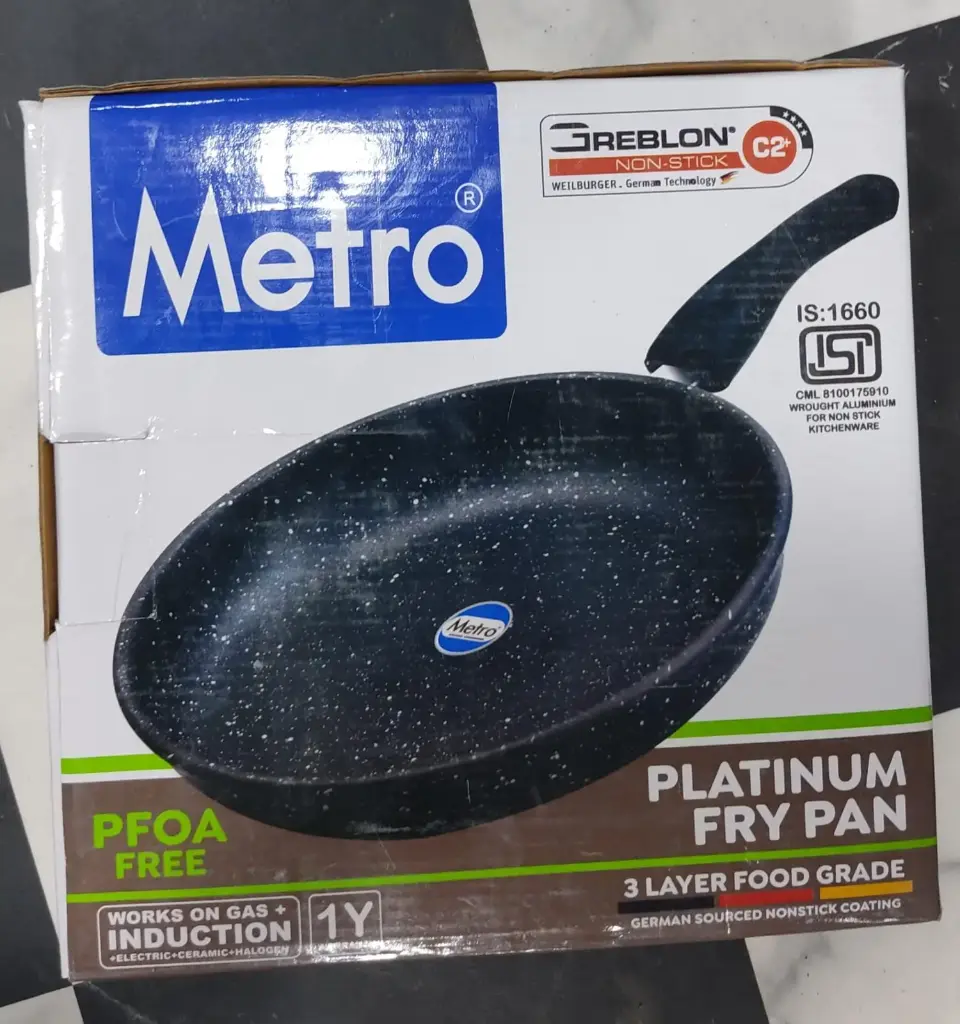 Metro®
GREBLON®
NON-STICK
C2+
WEILBURGER - German Technology
IS:1660
ISI
CML 8100175910
WROUGHT ALUMINIUM
FOR NON STICK
KITCHENWARE
Metro
PLATINUM
FRY PAN
PFOA
FREE
3 LAYER FOOD GRADE
GERMAN SOURCED NONSTICK COATING
WORKS ON GAS +
INDUCTION
+ELECTRIC+CERAMIC+HALOGEN
1Y